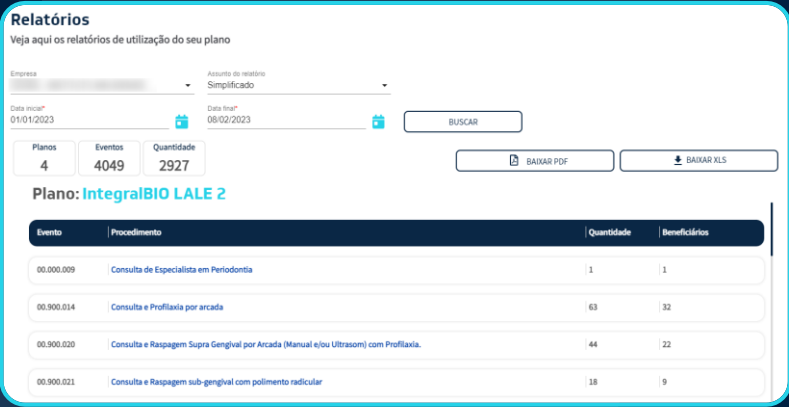 Relatórios
Veja aqui os relatórios de utilização do seu plano
Empresa
Assunto do relatório
Simplificado
Data inicial* Data final*
01/01/2023 08/02/2023 BUSCAR
Planos Eventos Quantidade
4 4049 2927 BAIXAR PDF BAIXAR XLS
Plano: IntegralBIO LALE 2
Evento Procedimento Quantidade Beneficiários
00.000.009 Consulta de Especialista em Periodontia 1 1
00.900.014 Consulta e Profilaxia por arcada 63 32
00.900.020 Consulta e Raspagem Supra Gengival por Arcada (Manual e/ou Ultrasom) com Profilaxia. 44 22
00.900.021 Consulta e Raspagem sub-gengival com polimento radicular 18 9